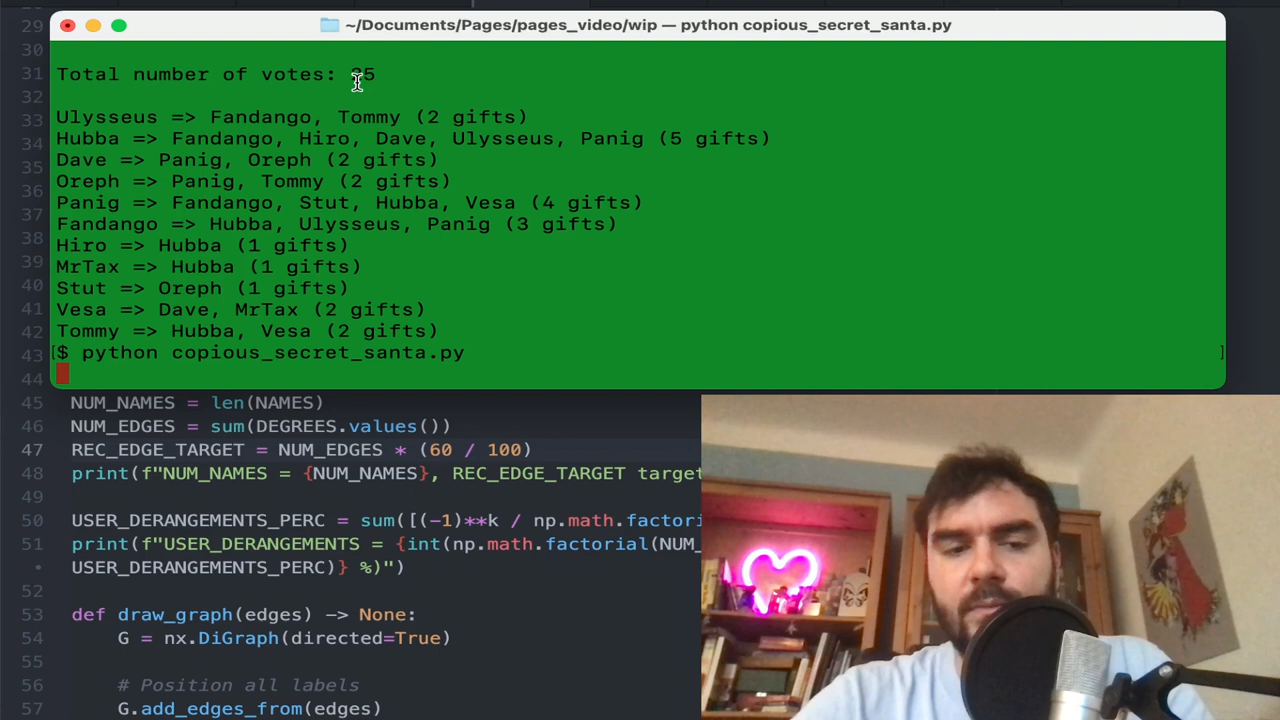 29
30
31
32
33
34
35
36
37
38
39
40
41
42
43
44
~/Documents/Pages/pages_video/wip — python copious_secret_santa.py
Total number of votes: 25
Ulysseus => Fandango, Tommy (2 gifts)
Hubba => Fandango, Hiro, Dave, Ulysseus, Panig (5 gifts)
Dave => Panig, Oreph (2 gifts)
Oreph => Panig, Tommy (2 gifts)
Panig => Fandango, Stut, Hubba, Vesa (4 gifts)
Fandango => Hubba, Ulysseus, Panig (3 gifts)
Hiro => Hubba (1 gifts)
MrTax => Hubba (1 gifts)
Stut => Oreph (1 gifts)
Vesa => Dave, MrTax (2 gifts)
Tommy => Hubba, Vesa (2 gifts)
[$ python copious_secret_santa.py ]
45 NUM_NAMES = len(NAMES)
46 NUM_EDGES = sum(DEGREES.values())
47 REC_EDGE_TARGET = NUM_EDGES * (60 / 100)
48 print(f"NUM_NAMES = {NUM_NAMES}, REC_EDGE_TARGET target
49
50 USER_DERANGEMENTS_PERC = sum([(-1)**k / np.math.factori
51 print(f"USER_DERANGEMENTS = {int(np.math.factorial(NUM_
• USER_DERANGEMENTS_PERC)} %)")
52
53 def draw_graph(edges) -> None:
54 G = nx.DiGraph(directed=True)
55
56 # Position all labels
57 G.add_edges_from(edges)